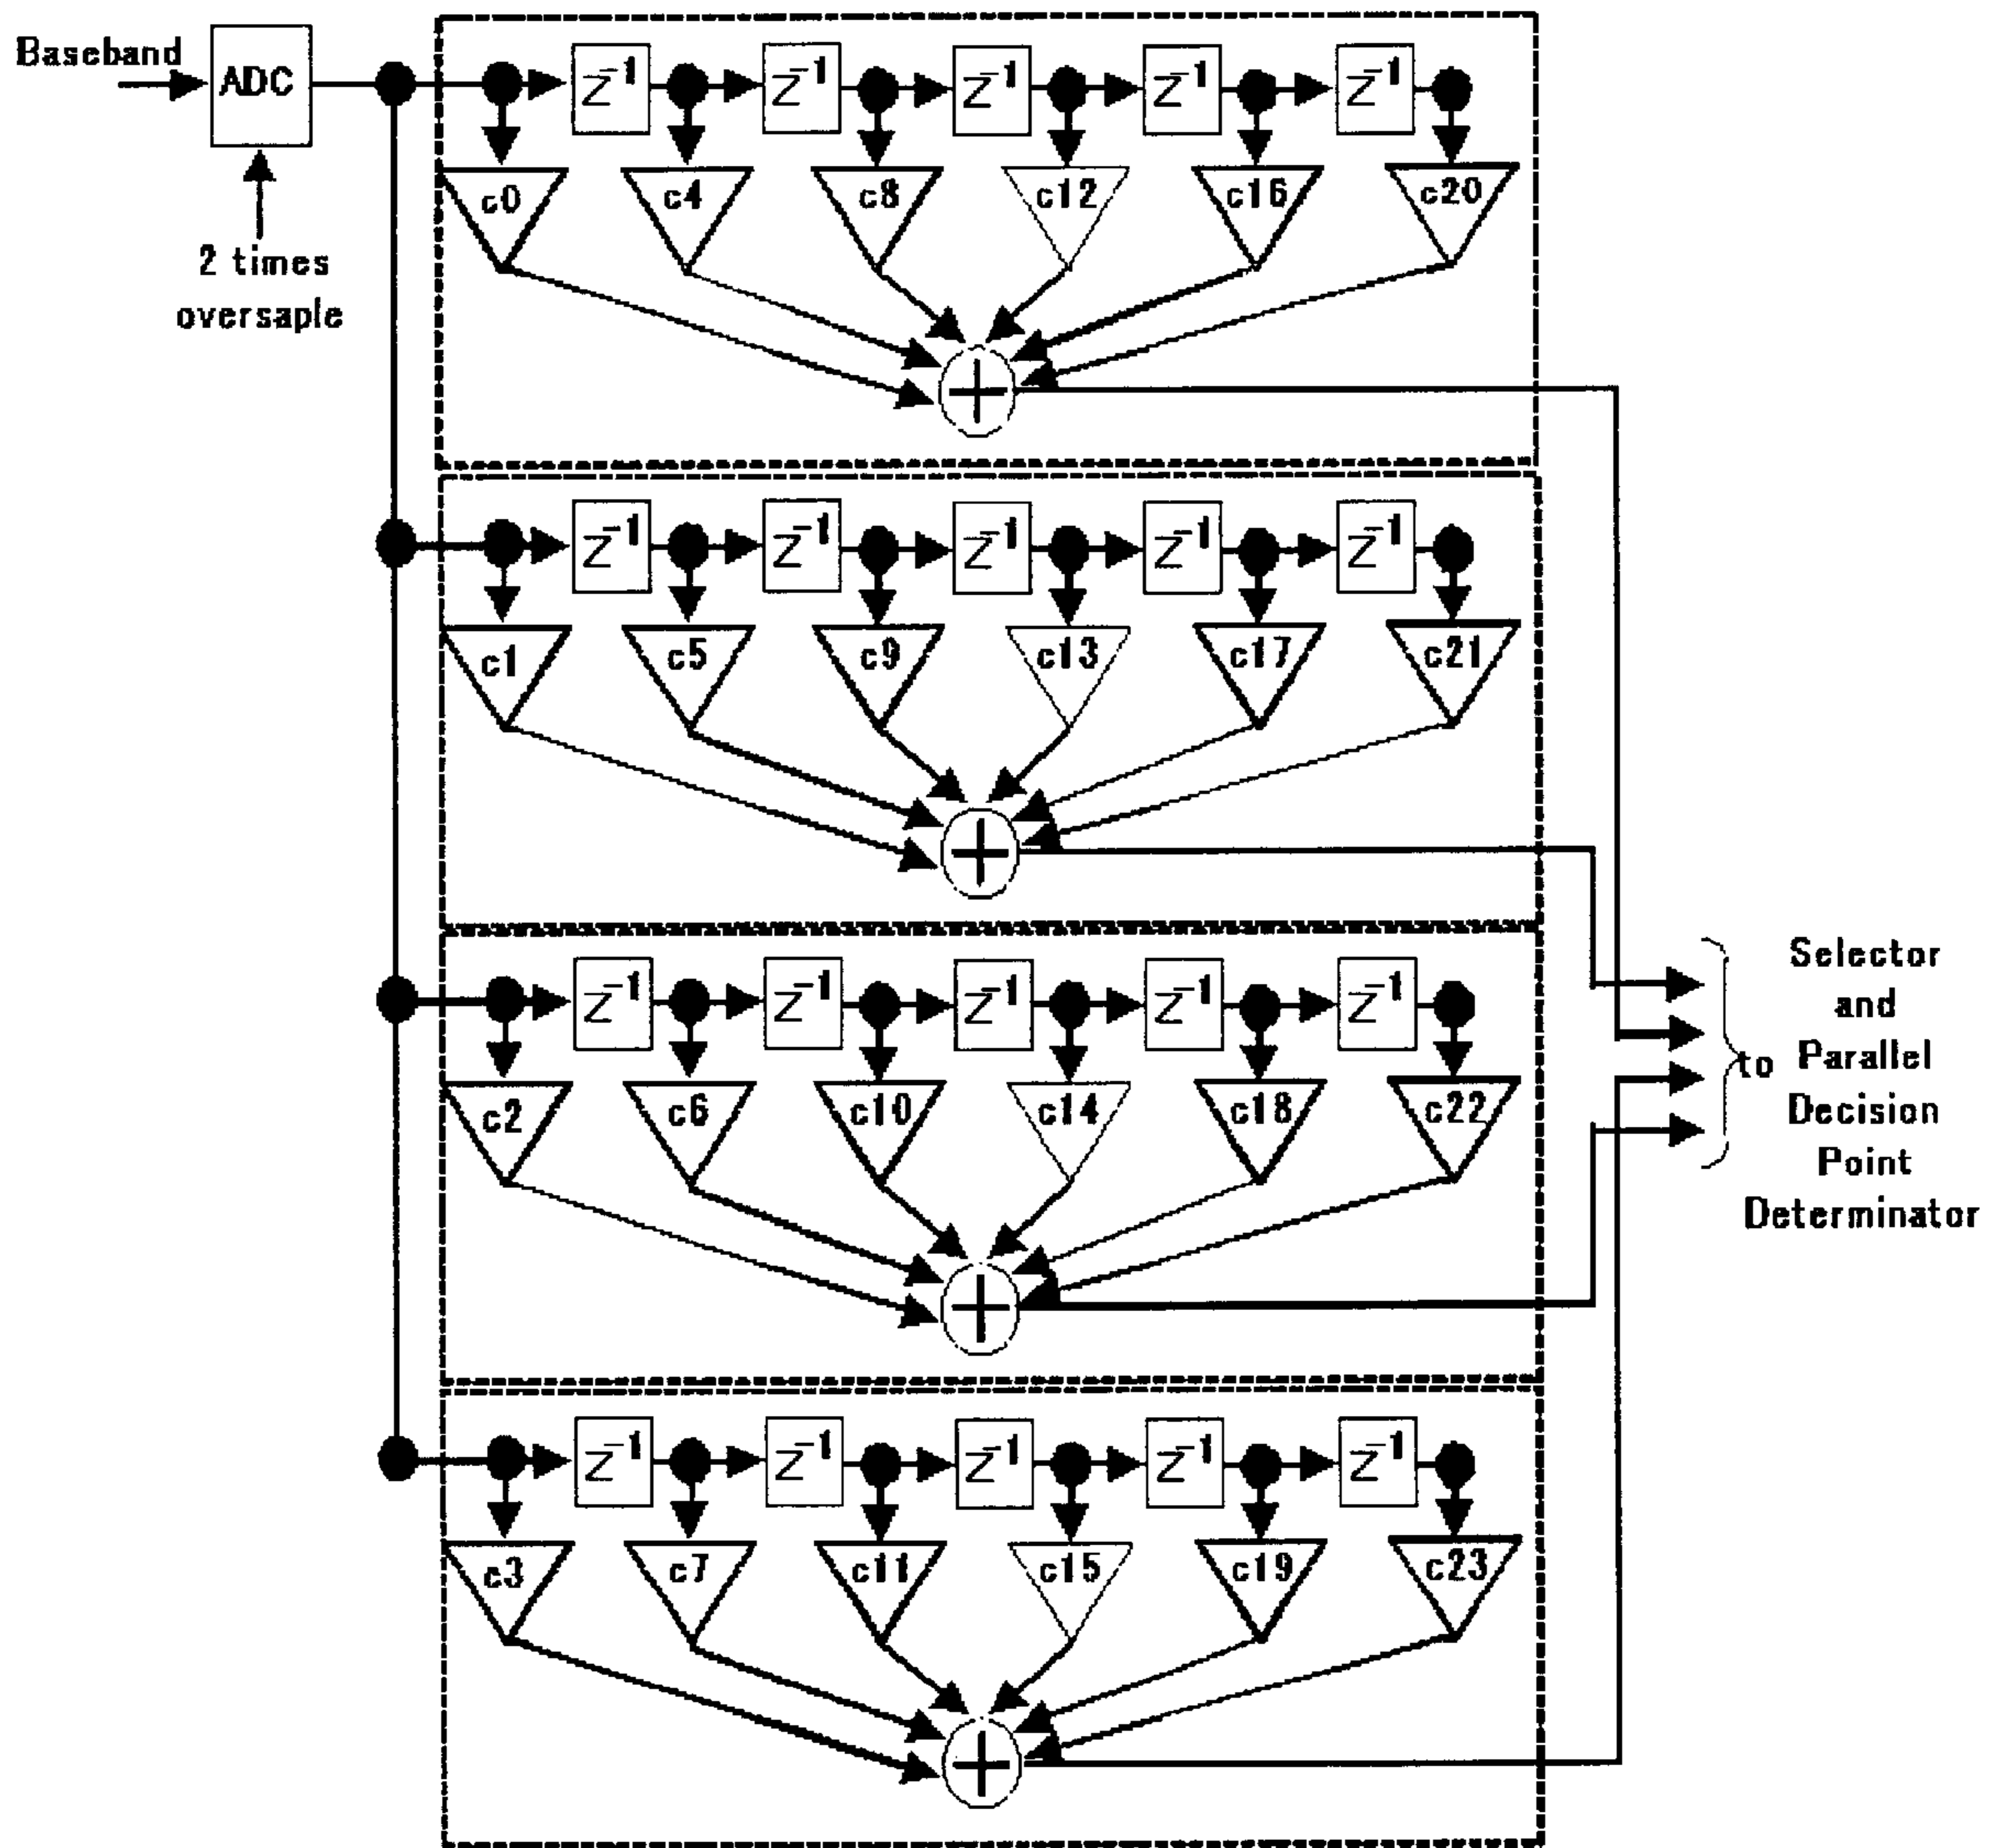 Baseband
ADC
2 times
oversaple
z⁻¹ z⁻¹ z⁻¹ z⁻¹ z⁻¹
c0 c4 c8 c12 c16 c20
+
z⁻¹ z⁻¹ z⁻¹ z⁻¹ z⁻¹
c1 c5 c9 c13 c17 c21
+
z⁻¹ z⁻¹ z⁻¹ z⁻¹ z⁻¹
c2 c6 c10 c14 c18 c22
+
z⁻¹ z⁻¹ z⁻¹ z⁻¹ z⁻¹
c3 c7 c11 c15 c19 c23
+
to
Selector
and
Parallel
Decision
Point
Determinator